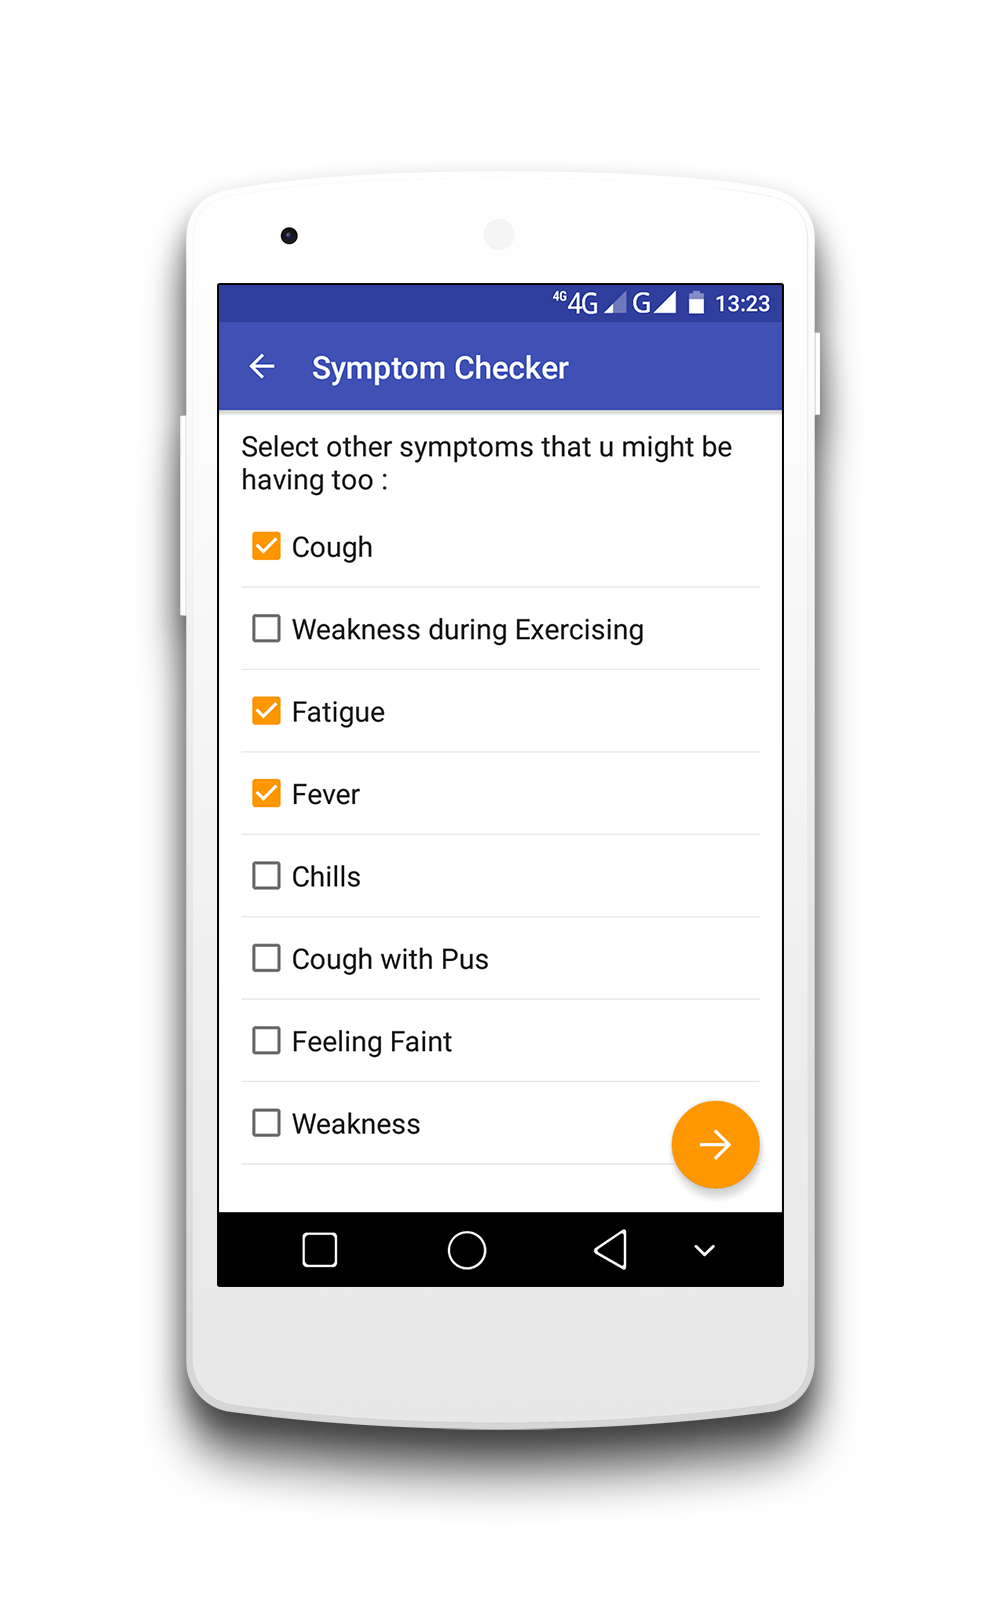 4G 4G G 13:23
Symptom Checker
Select other symptoms that u might be
having too :
Cough
Weakness during Exercising
Fatigue
Fever
Chills
Cough with Pus
Feeling Faint
Weakness